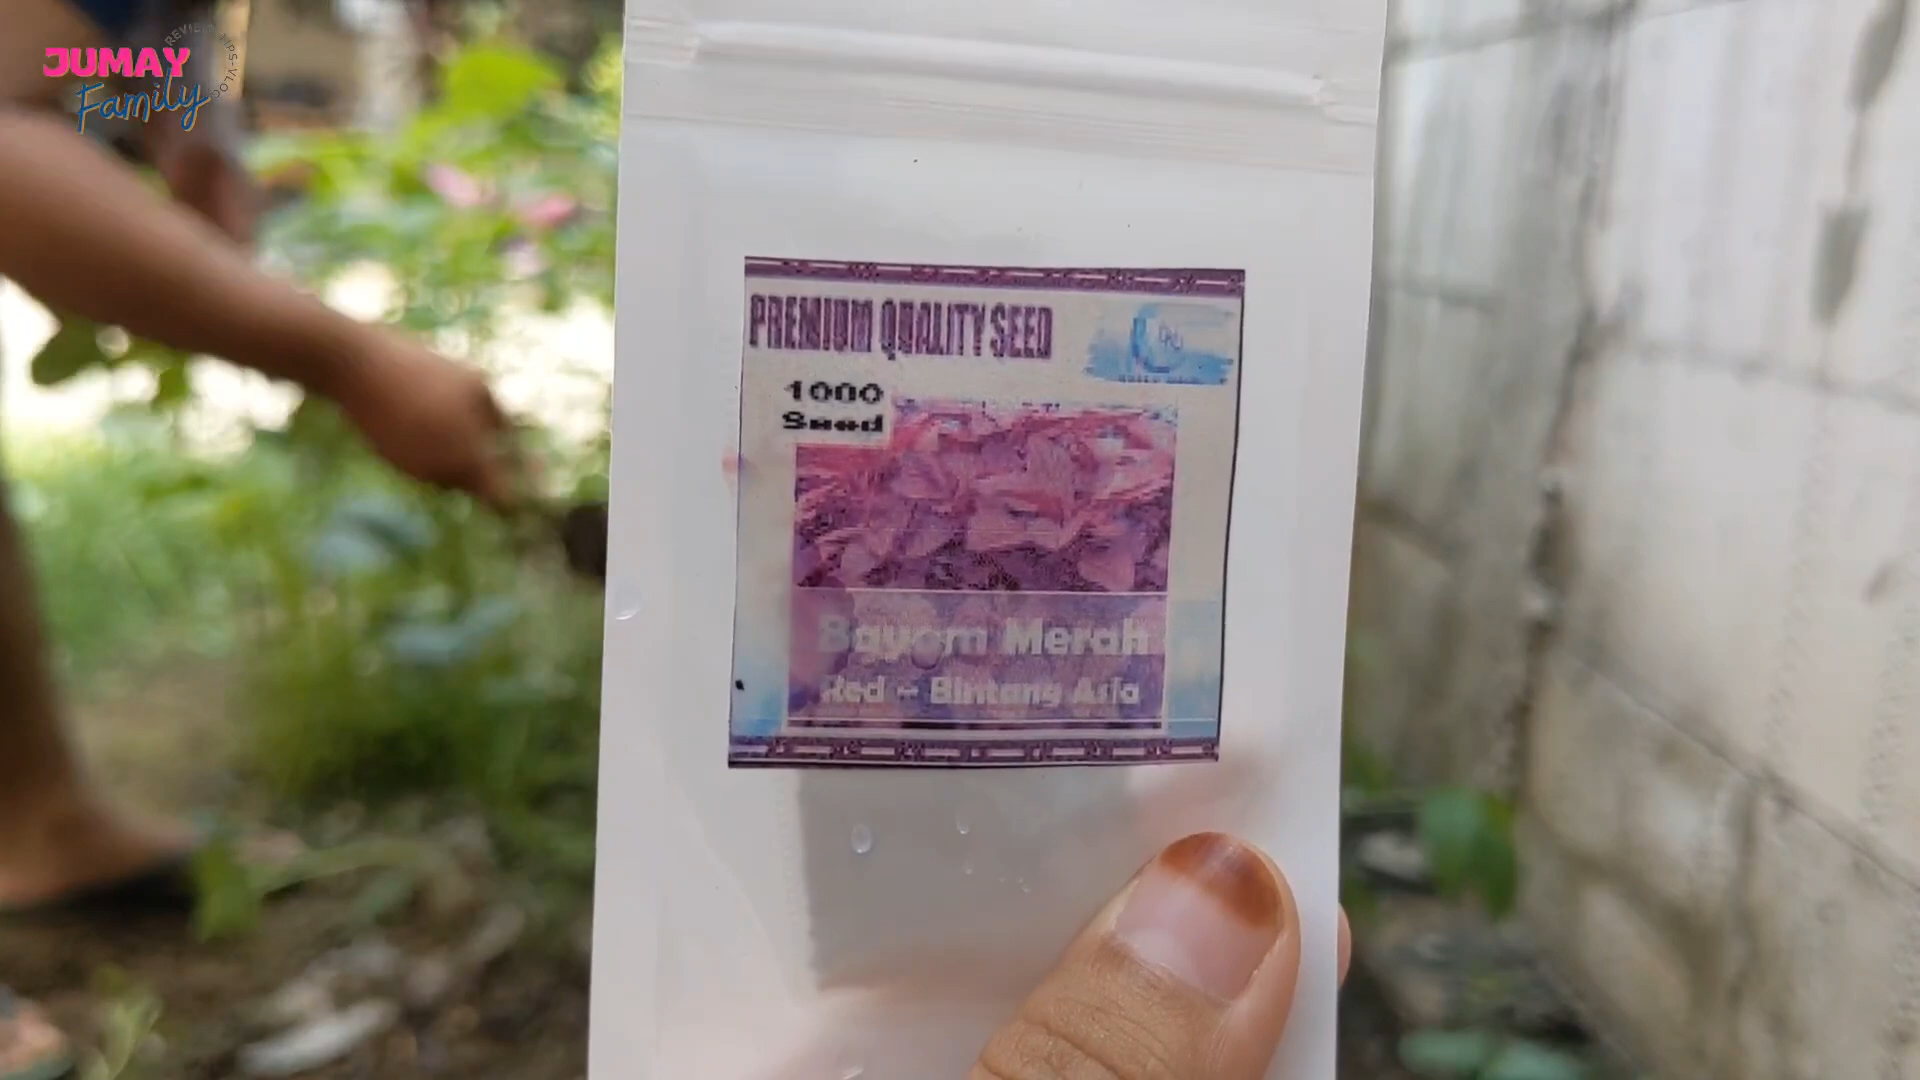 JUMAY
Family
PREMIUM QUALITY SEED
1000
Seed
Bayam Merah
Red - Bintang Asia